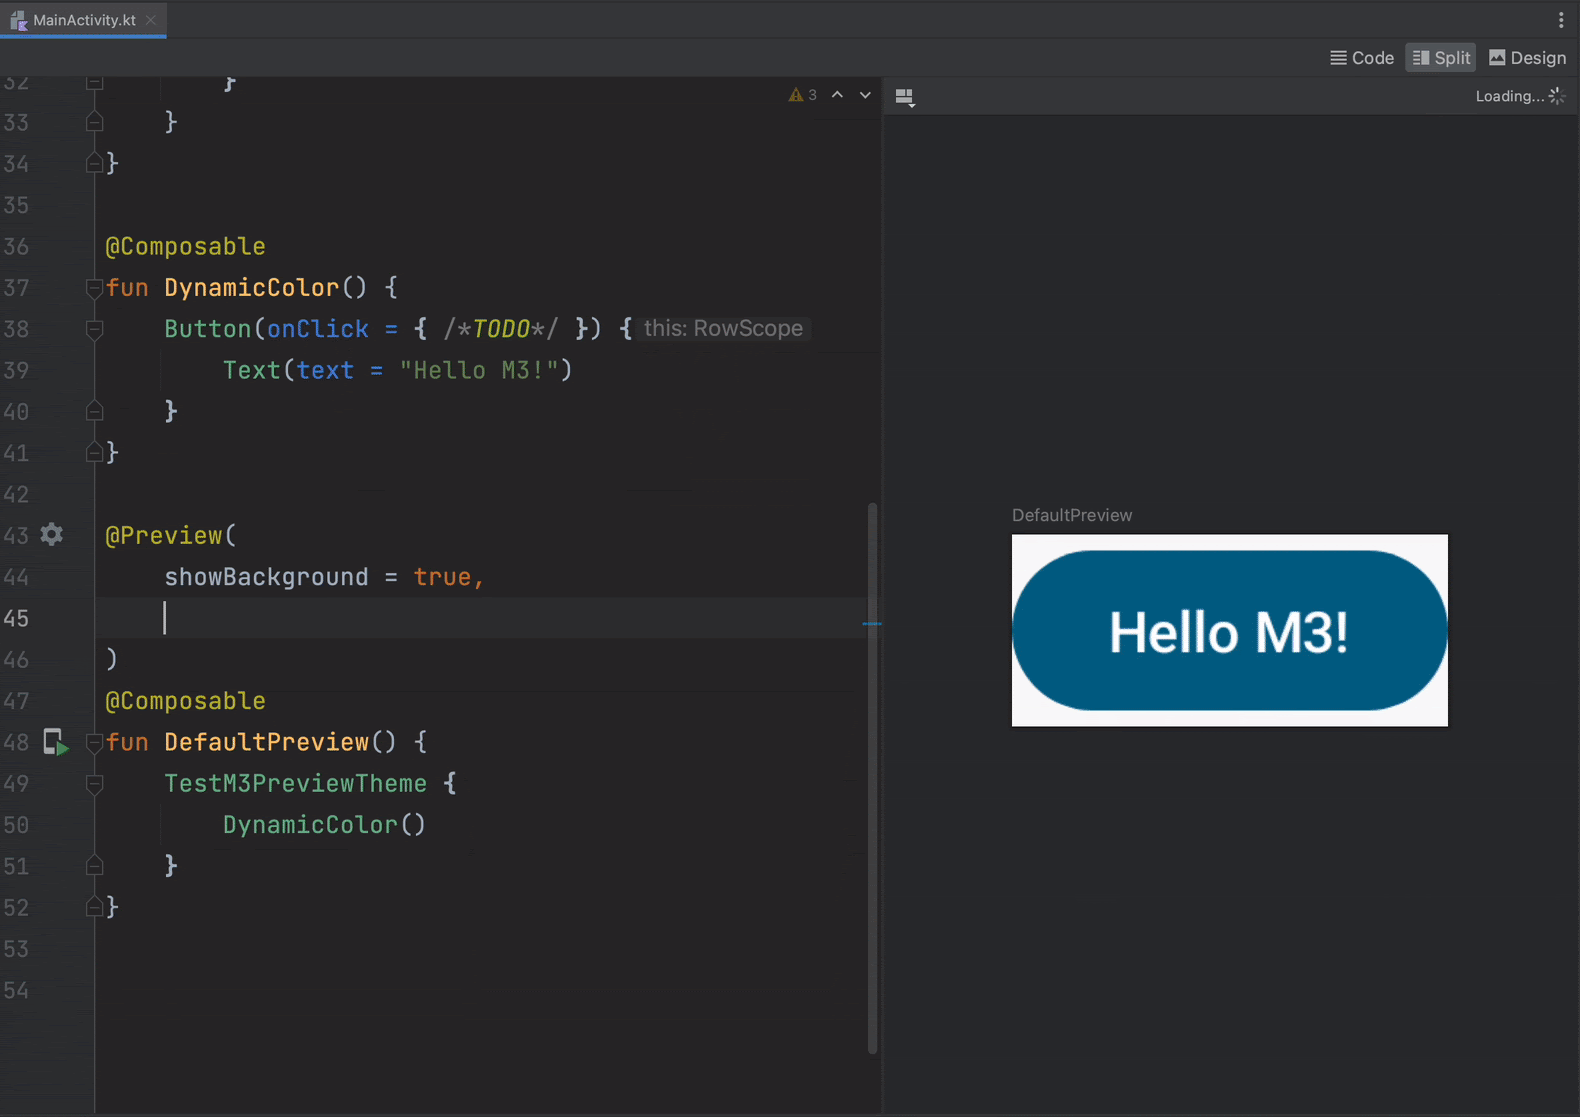 MainActivity.kt
Code Split Design
3
Loading...
32 }
33 }
34 }
35
36 @Composable
37 fun DynamicColor() {
38 Button(onClick = { /*TODO*/ }) { this: RowScope
39 Text(text = "Hello M3!")
40 }
41 }
42
43 @Preview(
44 showBackground = true,
45
46 )
47 @Composable
48 fun DefaultPreview() {
49 TestM3PreviewTheme {
50 DynamicColor()
51 }
52 }
53
54
DefaultPreview
Hello M3!